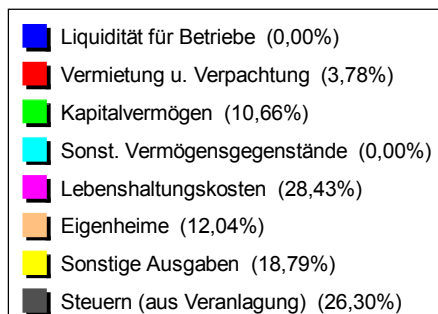 Liquidität für Betriebe (0,00%)
Vermietung u. Verpachtung (3,78%)
Kapitalvermögen (10,66%)
Sonst. Vermögensgegenstände (0,00%)
Lebenshaltungskosten (28,43%)
Eigenheime (12,04%)
Sonstige Ausgaben (18,79%)
Steuern (aus Veranlagung) (26,30%)